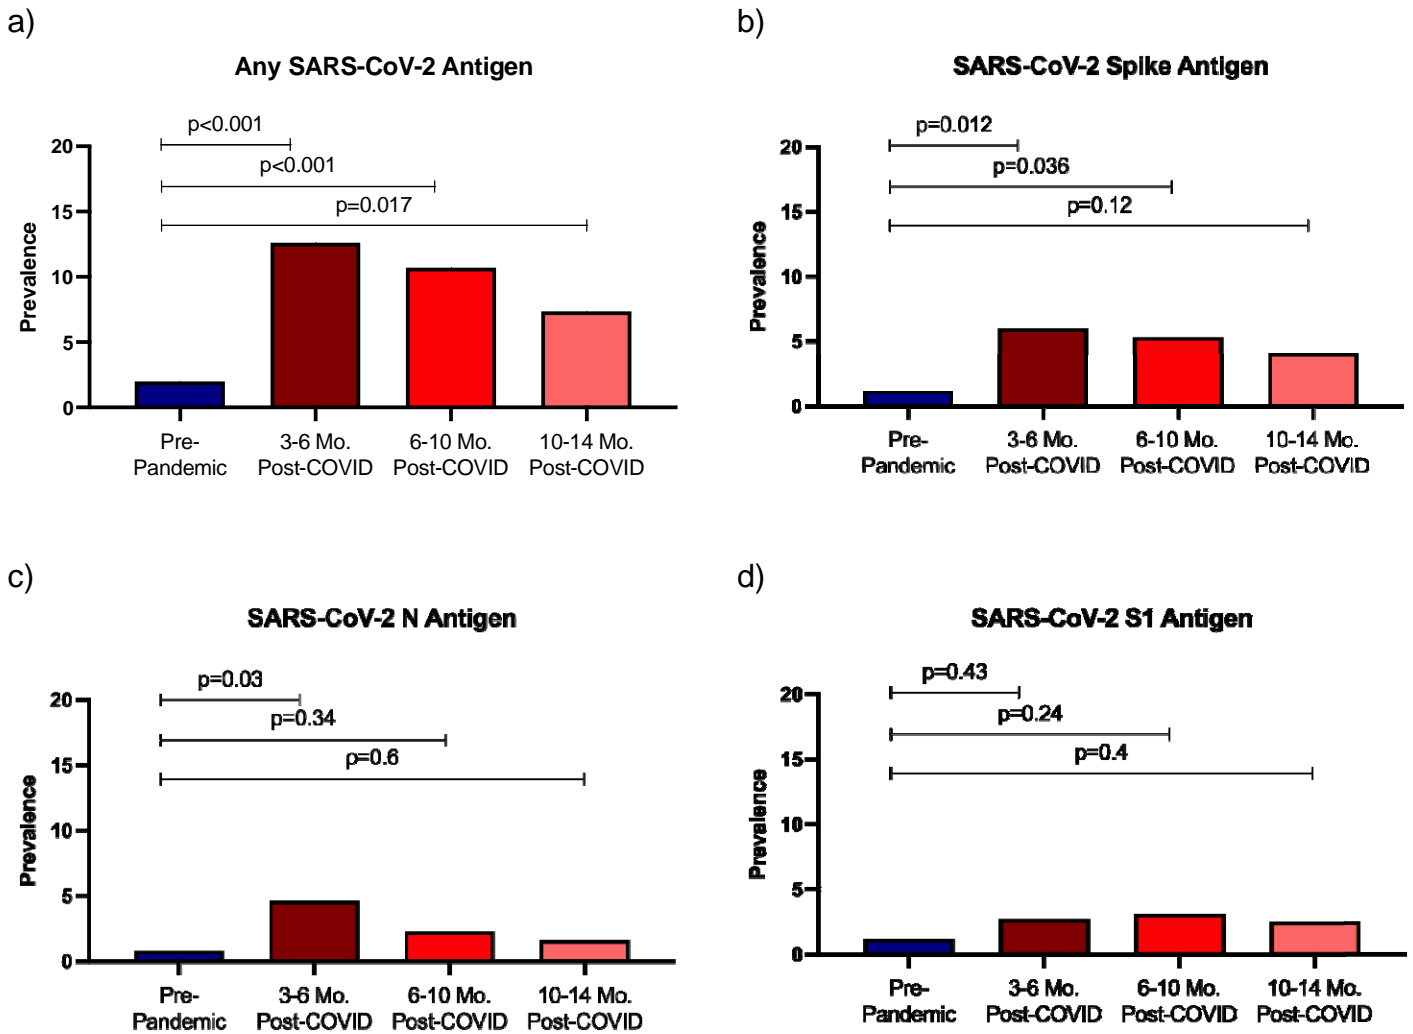 a)
Any SARS-CoV-2 Antigen
p<0.001
p<0.001
p=0.017
Prevalence
20
15
10
5
0
Pre-
Pandemic
3-6 Mo.
Post-COVID
6-10 Mo.
Post-COVID
10-14 Mo.
Post-COVID
b)
SARS-CoV-2 Spike Antigen
p=0.012
p=0.036
p=0.12
Prevalence
20
15
10
5
0
Pre-
Pandemic
3-6 Mo.
Post-COVID
6-10 Mo.
Post-COVID
10-14 Mo.
Post-COVID
c)
SARS-CoV-2 N Antigen
p=0.03
p=0.34
p=0.6
Prevalence
20
15
10
5
0
Pre-
Pandemic
3-6 Mo.
Post-COVID
6-10 Mo.
Post-COVID
10-14 Mo.
Post-COVID
d)
SARS-CoV-2 S1 Antigen
p=0.43
p=0.24
p=0.4
Prevalence
20
15
10
5
0
Pre-
Pandemic
3-6 Mo.
Post-COVID
6-10 Mo.
Post-COVID
10-14 Mo.
Post-COVID